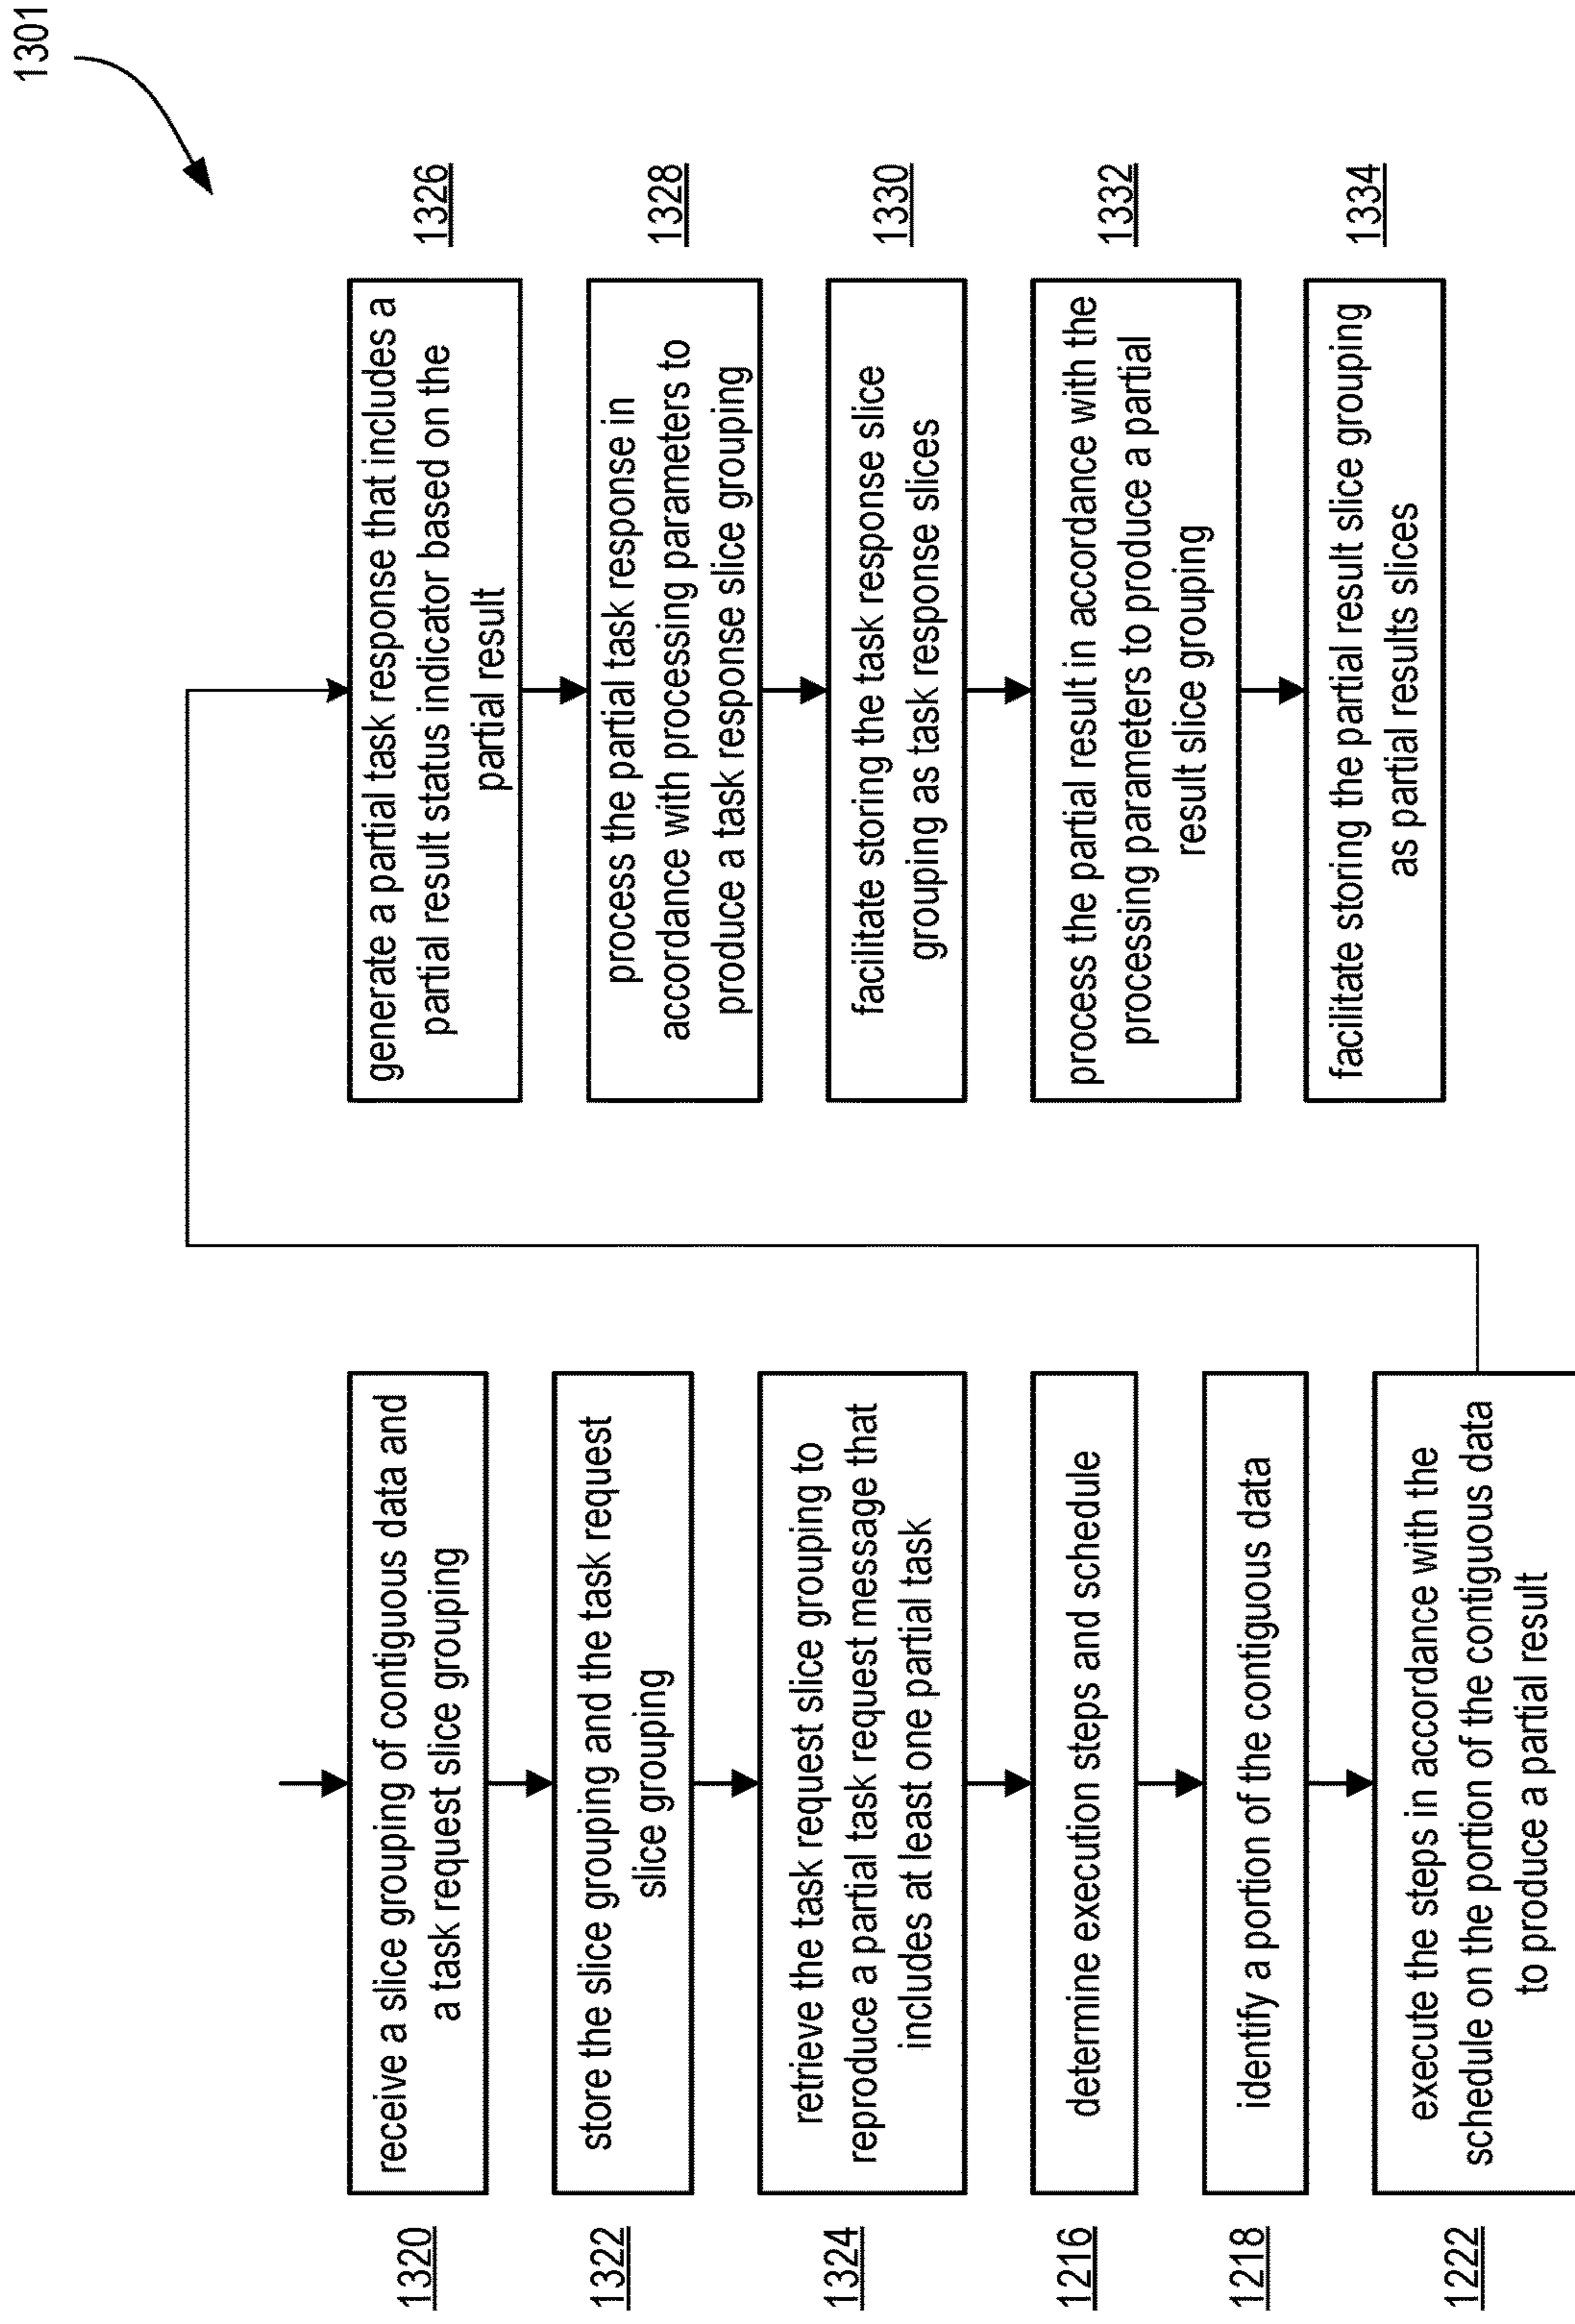 1301
1320
receive a slice grouping of contiguous data and
a task request slice grouping
1322
store the slice grouping and the task request
slice grouping
1324
retrieve the task request slice grouping to
reproduce a partial task request message that
includes at least one partial task
1216
determine execution steps and schedule
1218
identify a portion of the contiguous data
1222
execute the steps in accordance with the
schedule on the portion of the contiguous data
to produce a partial result
generate a partial task response that includes a
partial result status indicator based on the
partial result
1326
process the partial task response in
accordance with processing parameters to
produce a task response slice grouping
1328
facilitate storing the task response slice
grouping as task response slices
1330
process the partial result in accordance with the
processing parameters to produce a partial
result slice grouping
1332
facilitate storing the partial result slice grouping
as partial results slices
1334